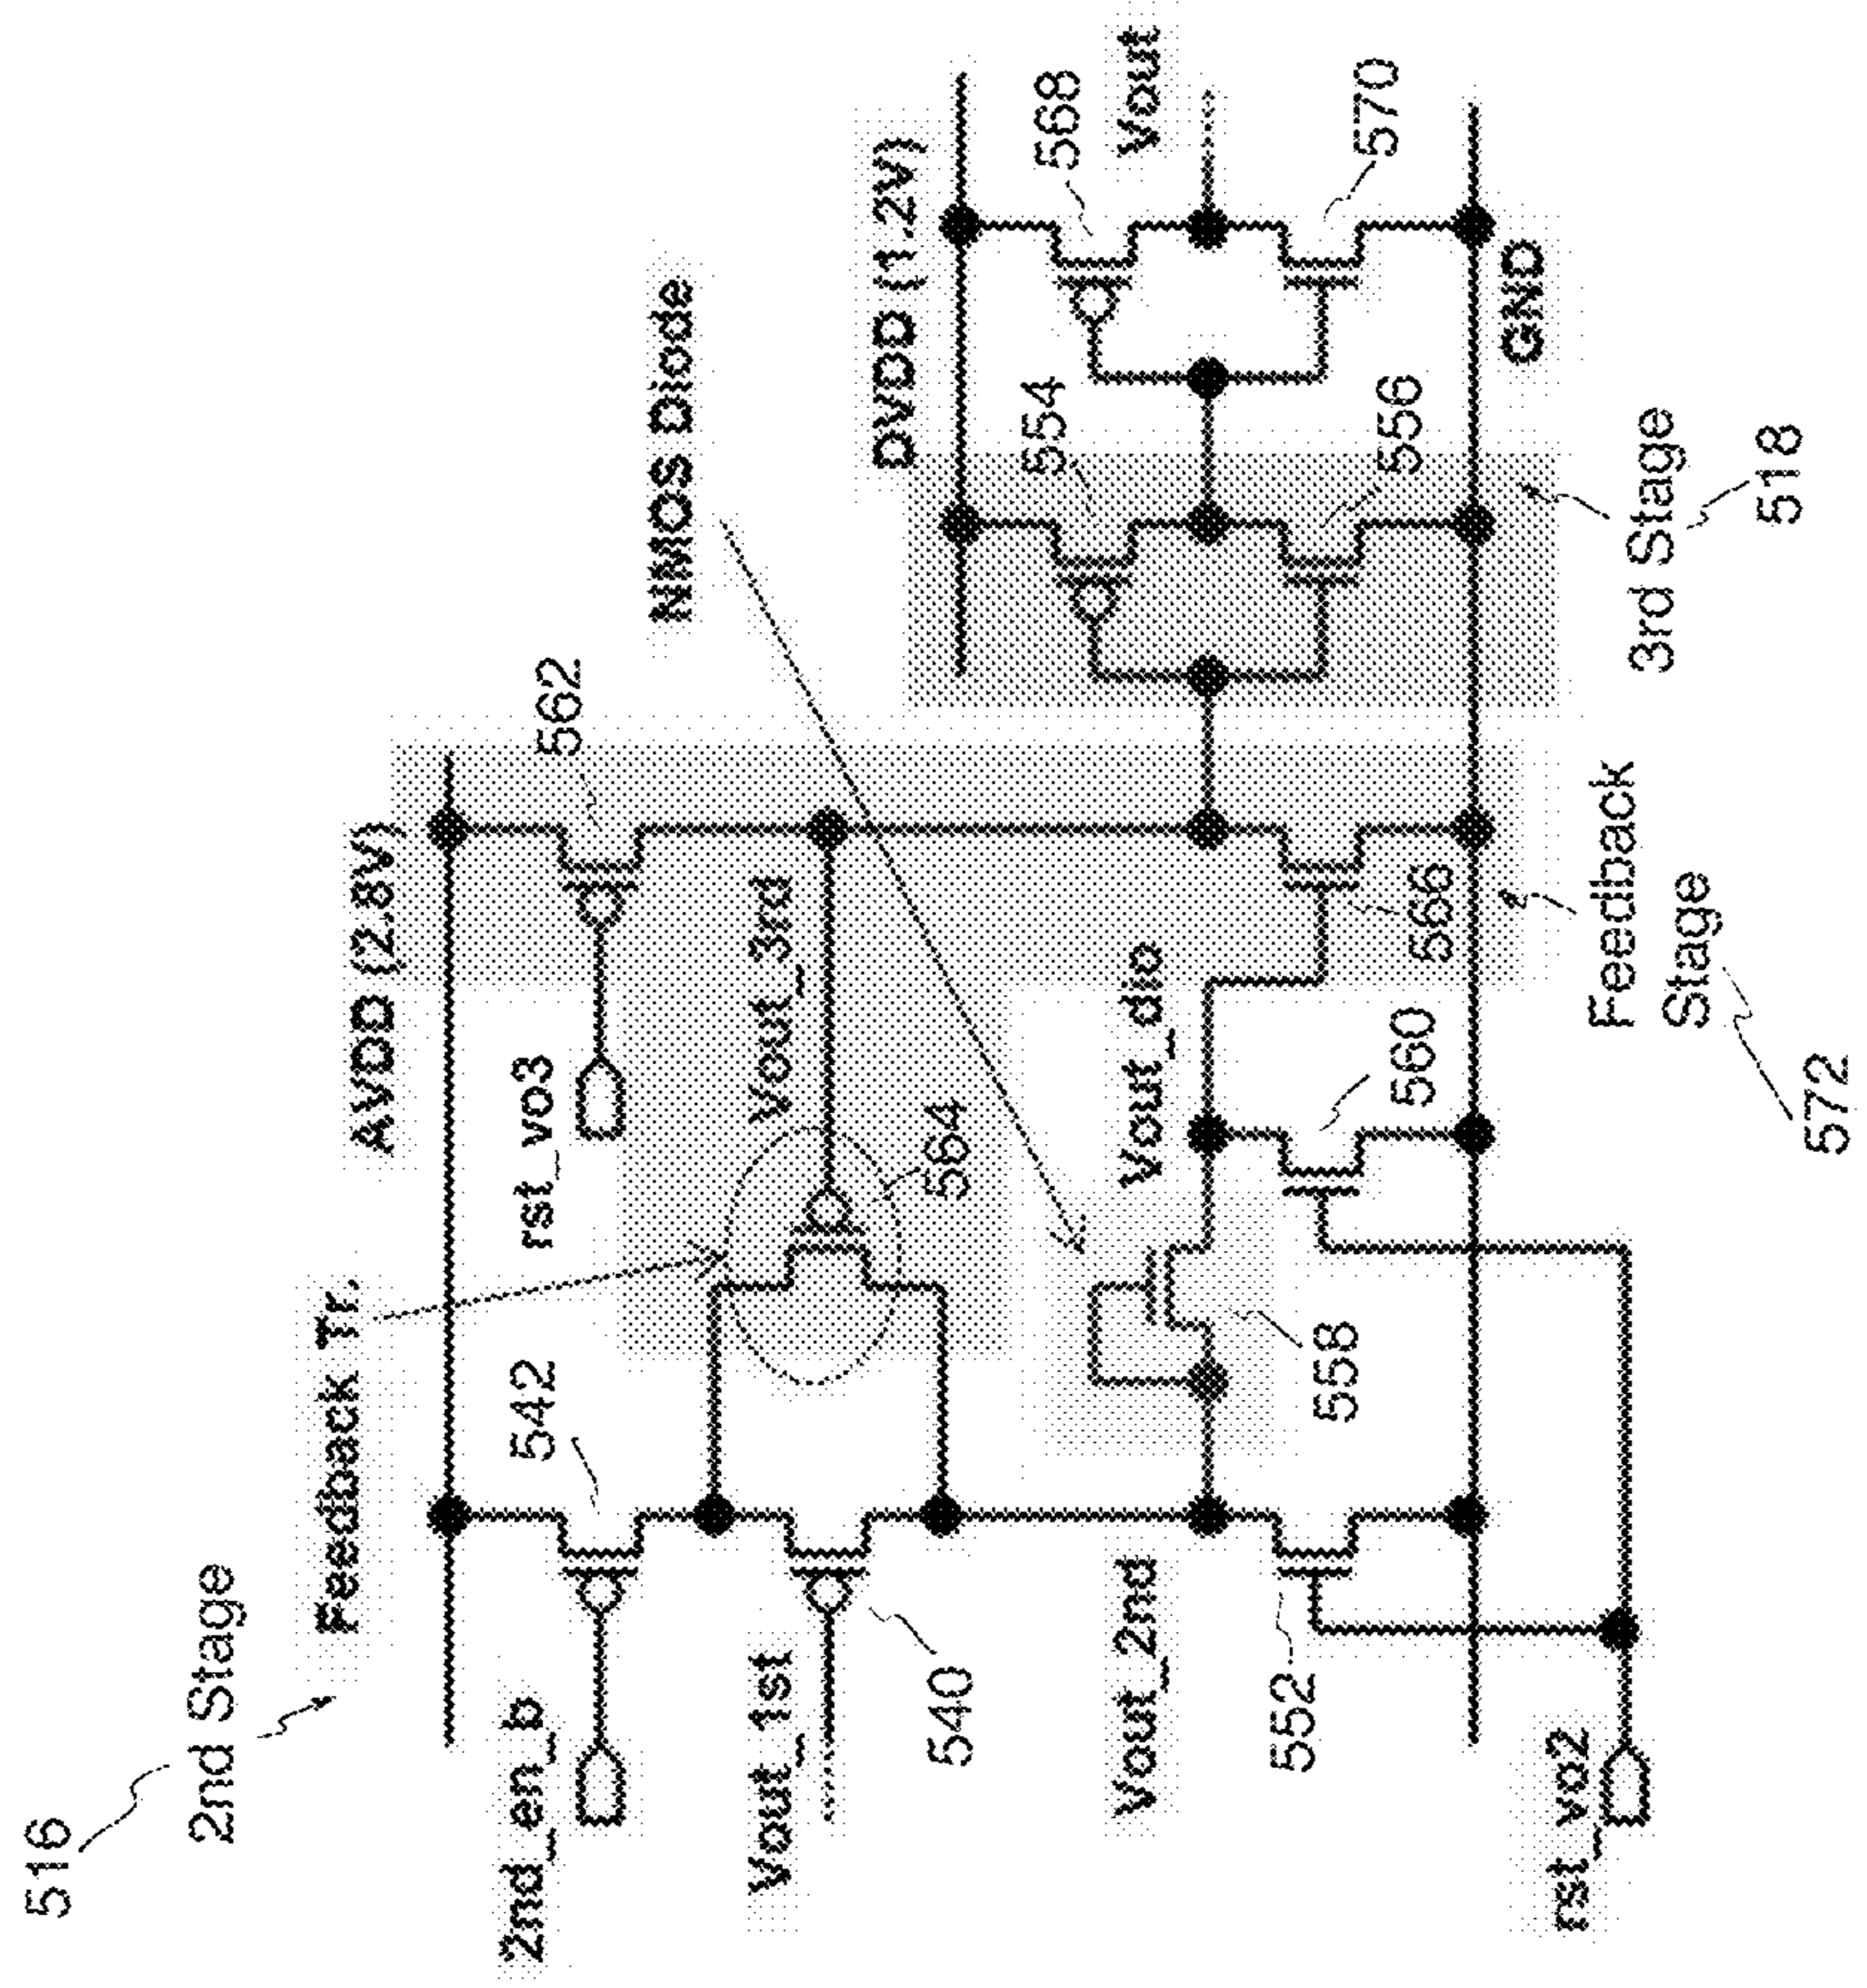 516
2nd Stage
Feedback Tr.
AVDD (2.8V)
NMOS Diode
DVDD (1.2V)
2nd_en_b
542
rst_vo3
562
Vout_1st
540
564
Vout_3rd
554
568
Vout
Vout_2nd
552
558
Vout_dio
560
566
556
570
GND
rst_vo2
Feedback
Stage
572
3rd Stage
518